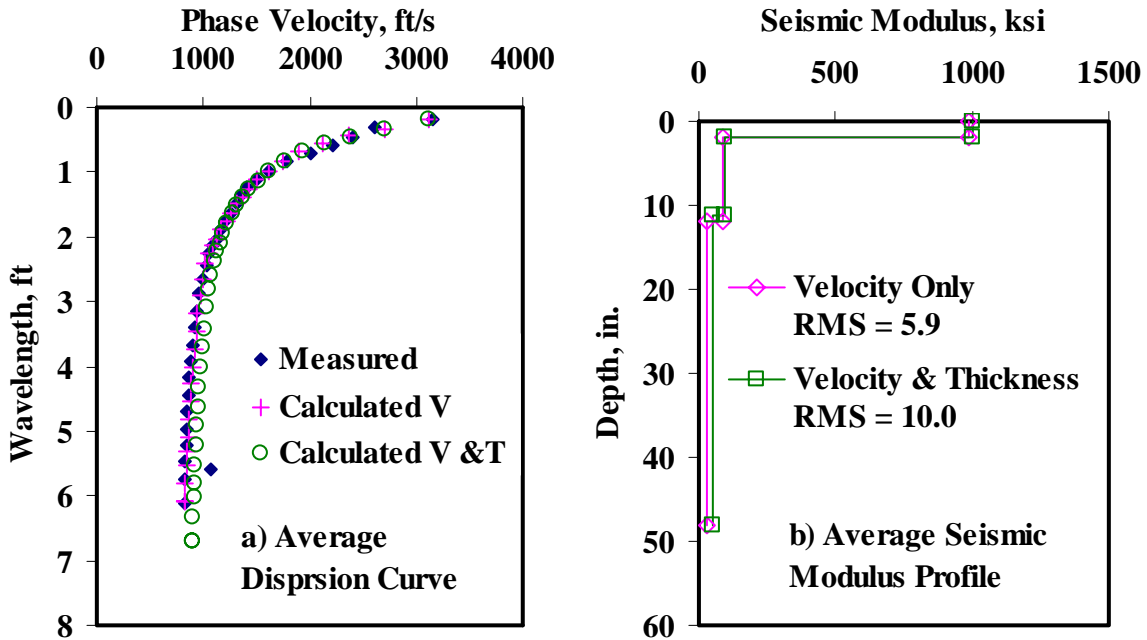 Phase Velocity, ft/s
0 1000 2000 3000 4000
0
1
2
3
4
5
6
7
8
Wavelength, ft
Measured
Calculated V
Calculated V &T
a) Average
Disprsion Curve
Seismic Modulus, ksi
0 500 1000 1500
0
10
20
30
40
50
60
Depth, in.
Velocity Only
RMS = 5.9
Velocity & Thickness
RMS = 10.0
b) Average Seismic
Modulus Profile